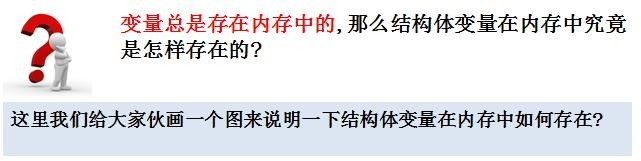 变量总是存在内存中的,那么结构体变量在内存中究竟
是怎样存在的?
这里我们给大家伙画一个图来说明一下结构体变量在内存中如何存在?